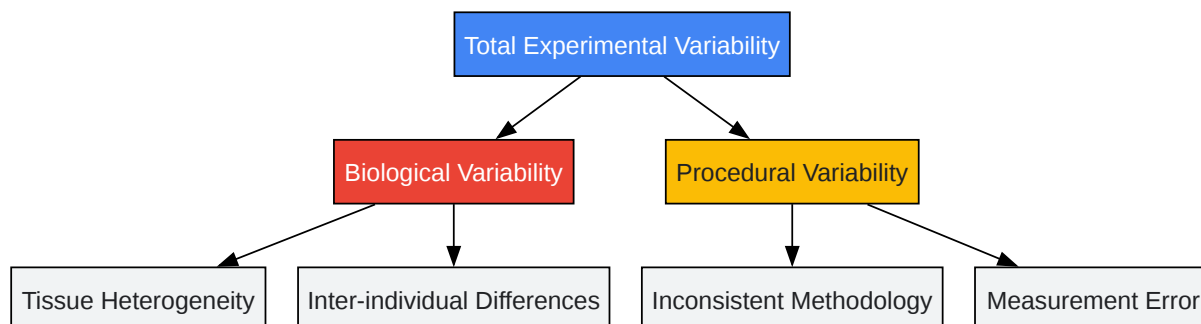 Total Experimental Variability
Biological Variability
Procedural Variability
Tissue Heterogeneity
Inter-individual Differences
Inconsistent Methodology
Measurement Error